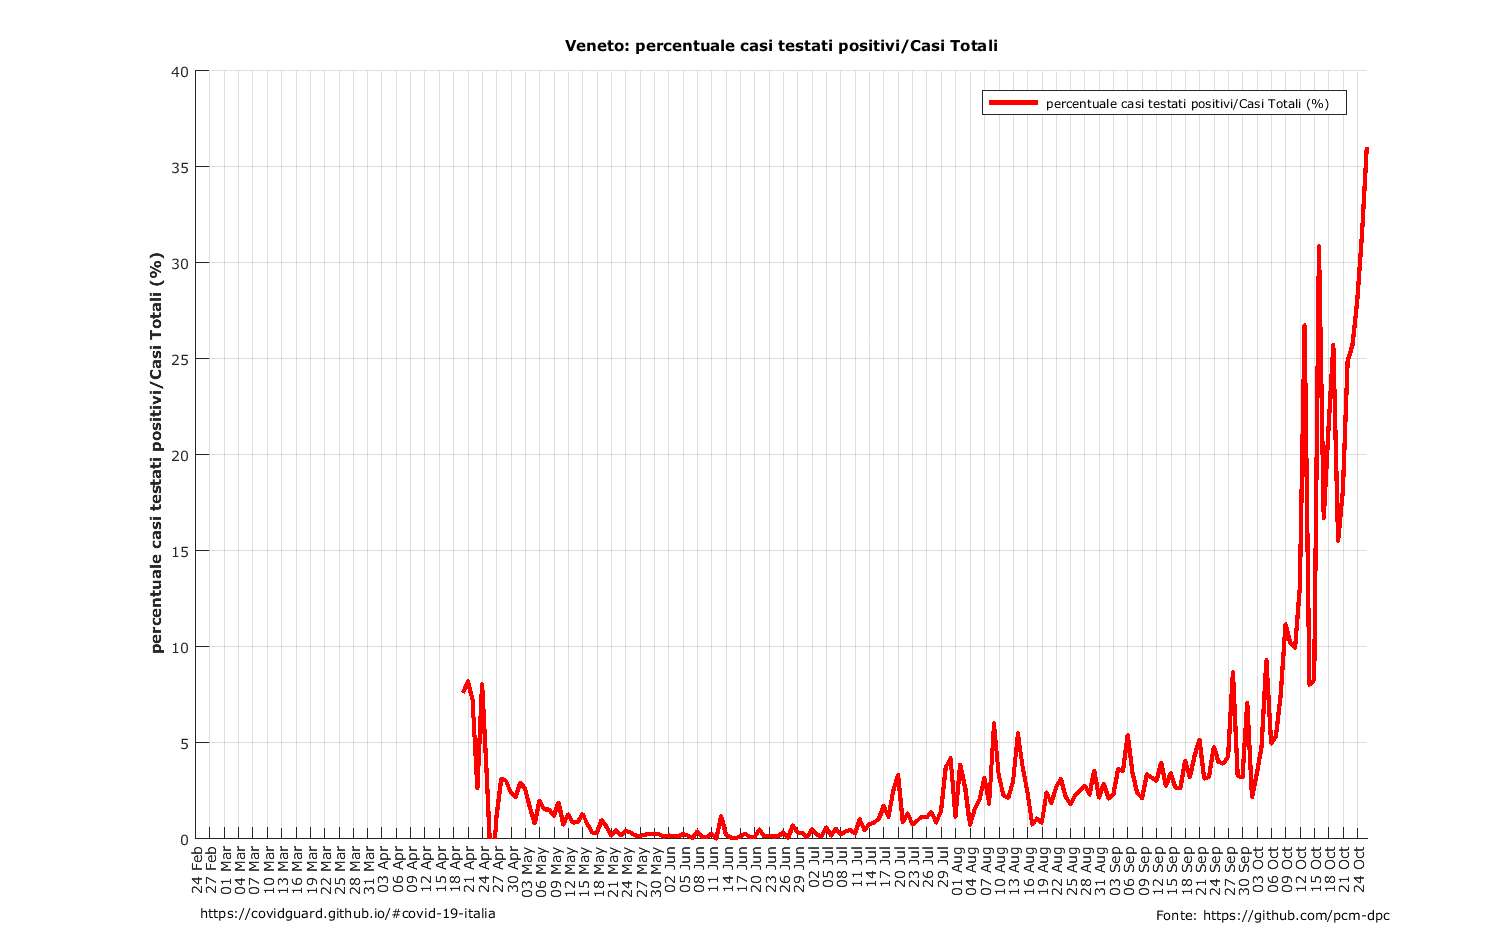 Veneto: percentuale casi testati positivi/Casi Totali
percentuale casi testati positivi/Casi Totali (%)
percentuale casi testati positivi/Casi Totali (%)
40
35
30
25
20
15
10
5
0
24 Feb
27 Feb
01 Mar
04 Mar
07 Mar
10 Mar
13 Mar
16 Mar
19 Mar
22 Mar
25 Mar
28 Mar
31 Mar
03 Apr
06 Apr
09 Apr
12 Apr
15 Apr
18 Apr
21 Apr
24 Apr
27 Apr
30 Apr
03 May
06 May
09 May
12 May
15 May
18 May
21 May
24 May
27 May
30 May
02 Jun
05 Jun
08 Jun
11 Jun
14 Jun
17 Jun
20 Jun
23 Jun
26 Jun
29 Jun
02 Jul
05 Jul
08 Jul
11 Jul
14 Jul
17 Jul
20 Jul
23 Jul
26 Jul
29 Jul
01 Aug
04 Aug
07 Aug
10 Aug
13 Aug
16 Aug
19 Aug
22 Aug
25 Aug
28 Aug
31 Aug
03 Sep
06 Sep
09 Sep
12 Sep
15 Sep
18 Sep
21 Sep
24 Sep
27 Sep
30 Sep
03 Oct
06 Oct
09 Oct
12 Oct
15 Oct
18 Oct
21 Oct
24 Oct
https://covidguard.github.io/#covid-19-italia
Fonte: https://github.com/pcm-dpc